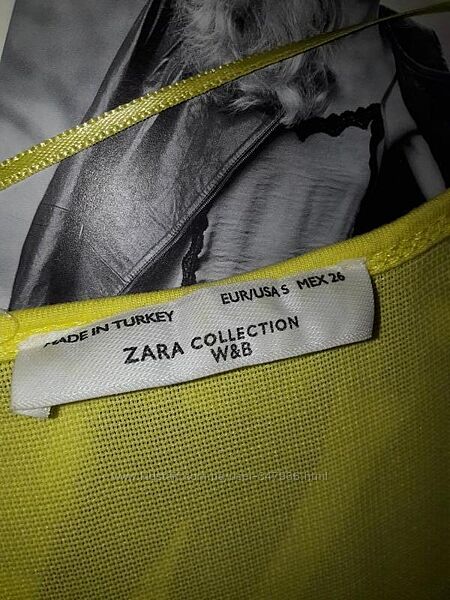 MADE IN TURKEY
EUR/USA S MEX 26
ZARA COLLECTION
W&B